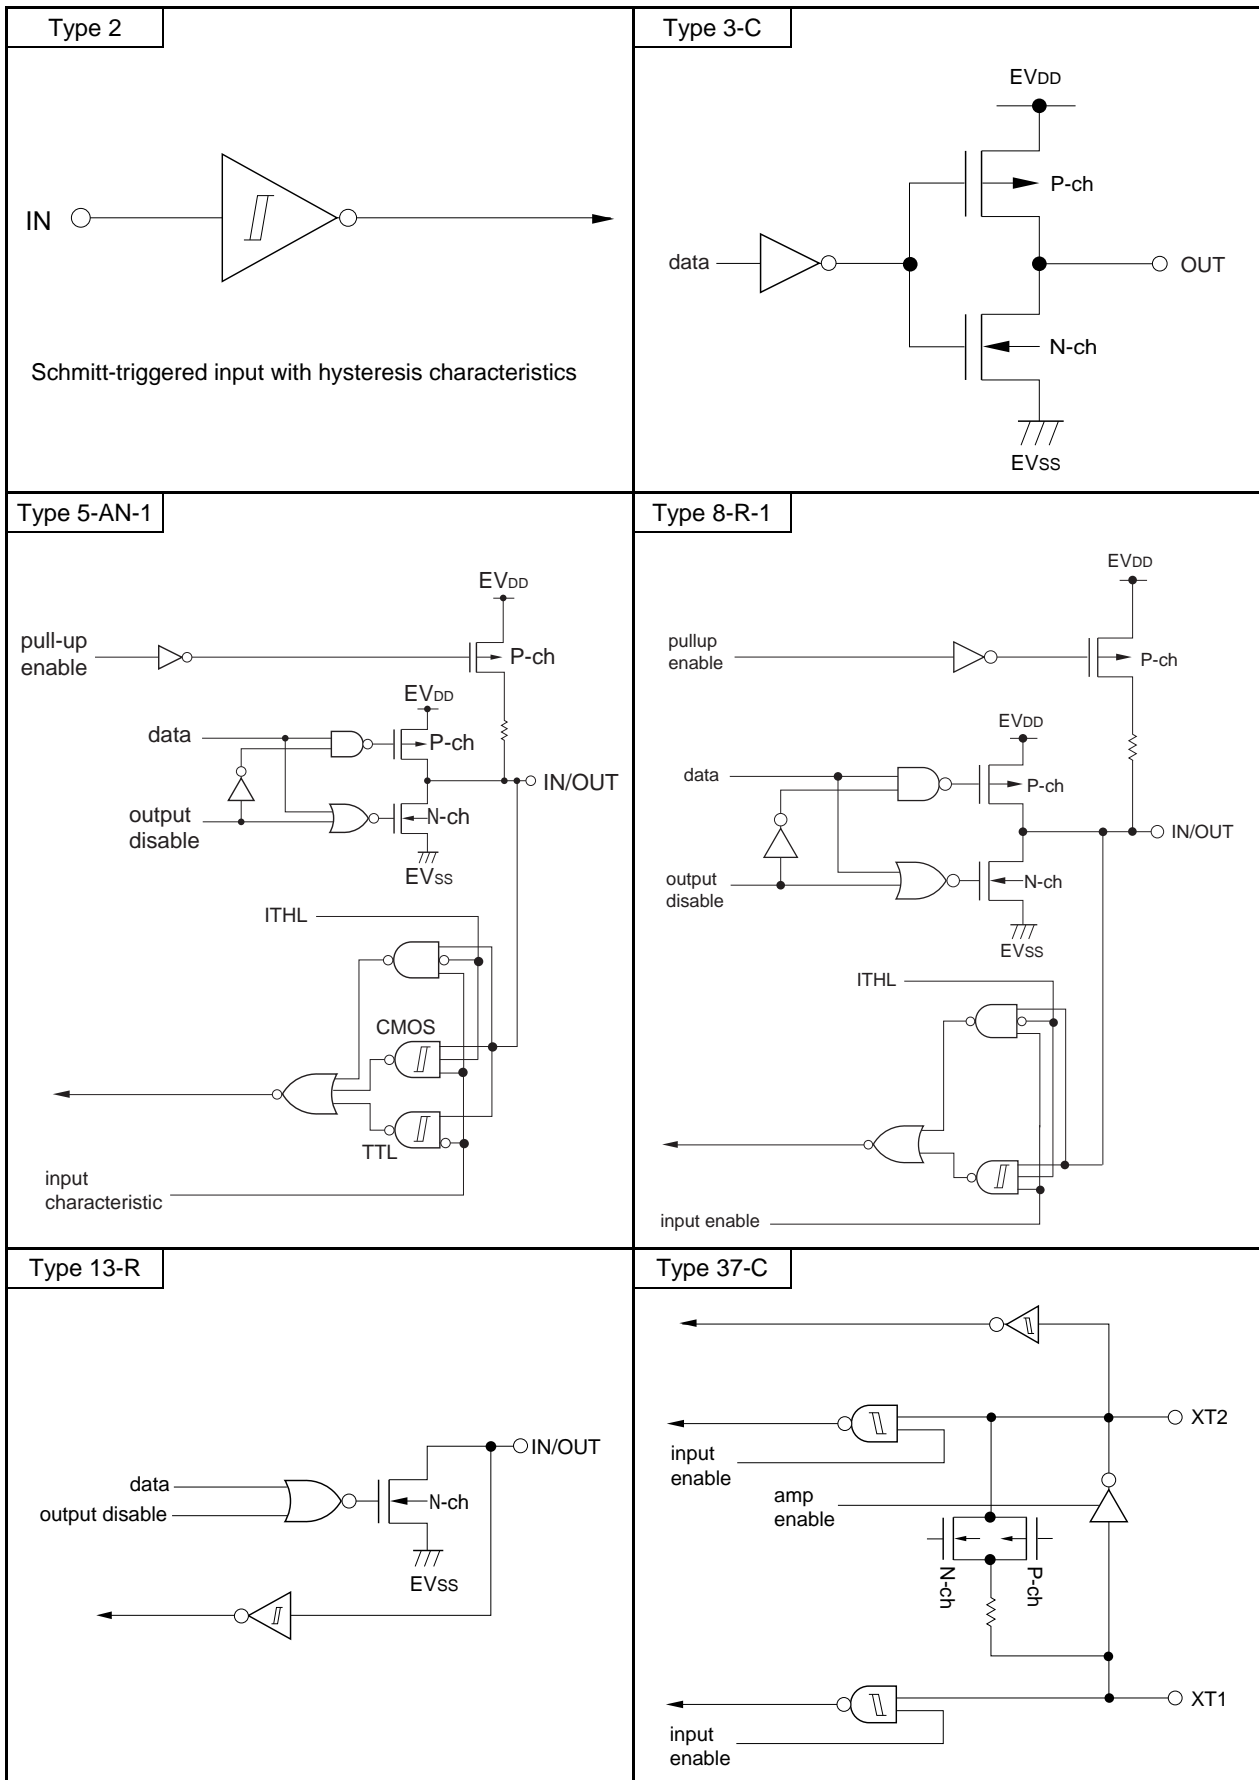 Type 2
IN
Schmitt-triggered input with hysteresis characteristics
Type 3-C
EVDD
P-ch
data
OUT
N-ch
EVSS
Type 5-AN-1
EVDD
pull-up
enable
P-ch
EVDD
data
P-ch
IN/OUT
output
disable
N-ch
EVSS
ITHL
CMOS
TTL
input
characteristic
Type 8-R-1
EVDD
pullup
enable
P-ch
EVDD
data
P-ch
IN/OUT
output
disable
N-ch
EVSS
ITHL
input enable
Type 13-R
IN/OUT
data
output disable
N-ch
EVSS
Type 37-C
XT2
input
enable
amp
enable
N-ch
P-ch
XT1
input
enable